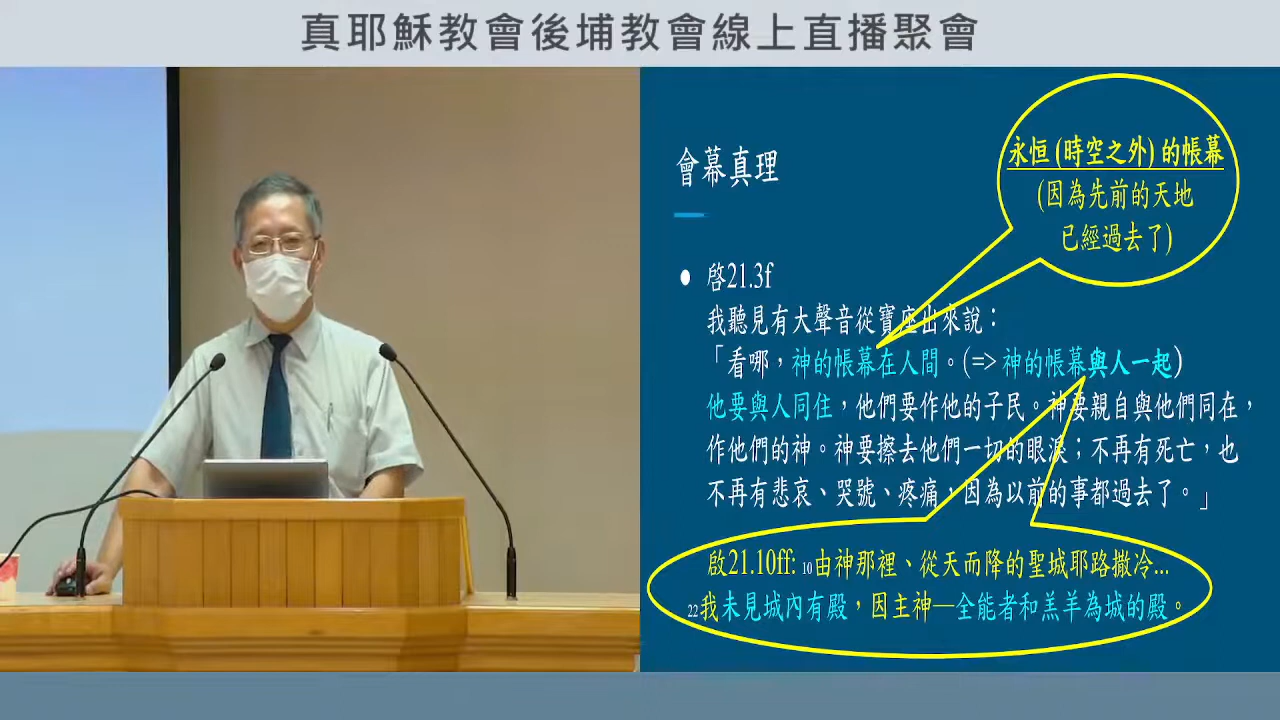 真耶穌教會後埔教會線上直播聚會
永恒 (時空之外) 的帳幕
(因為先前的天地
已經過去了)
會幕真理
● 啓21.3f
我聽見有大聲音從寶座出來說：
「看哪，神的帳幕在人間。(=> 神的帳幕與人一起)
他要與人同住，他們要作他的子民。神要親自與他們同在，
作他們的神。神要擦去他們一切的眼淚；不再有死亡，也
不再有悲哀、哭號、疼痛，因為以前的事都過去了。」
啟21.10ff: 10由神那裡、從天而降的聖城耶路撒冷...
22我未見城內有殿，因主神─全能者和羔羊為城的殿。